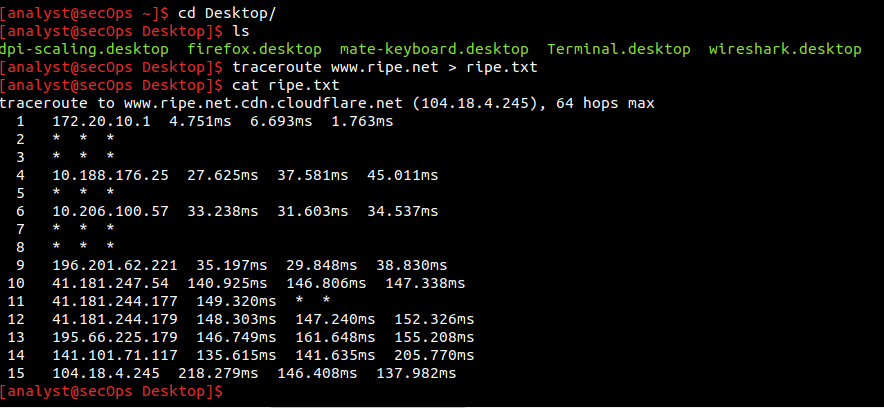 [analyst@secOps ~]$ cd Desktop/
[analyst@secOps Desktop]$ ls
dpi-scaling.desktop  firefox.desktop  mate-keyboard.desktop  Terminal.desktop  wireshark.desktop
[analyst@secOps Desktop]$ traceroute www.ripe.net > ripe.txt
[analyst@secOps Desktop]$ cat ripe.txt
traceroute to www.ripe.net.cdn.cloudflare.net (104.18.4.245), 64 hops max
  1   172.20.10.1  4.751ms  6.693ms  1.763ms
  2   *  *  *
  3   *  *  *
  4   10.188.176.25  27.625ms  37.581ms  45.011ms
  5   *  *  *
  6   10.206.100.57  33.238ms  31.603ms  34.537ms
  7   *  *  *
  8   *  *  *
  9   196.201.62.221  35.197ms  29.848ms  38.830ms
 10   41.181.247.54  140.925ms  146.806ms  147.338ms
 11   41.181.244.177  149.320ms  *  *
 12   41.181.244.179  148.303ms  147.240ms  152.326ms
 13   195.66.225.179  146.749ms  161.648ms  155.208ms
 14   141.101.71.117  135.615ms  141.635ms  205.770ms
 15   104.18.4.245  218.279ms  146.408ms  137.982ms
[analyst@secOps Desktop]$